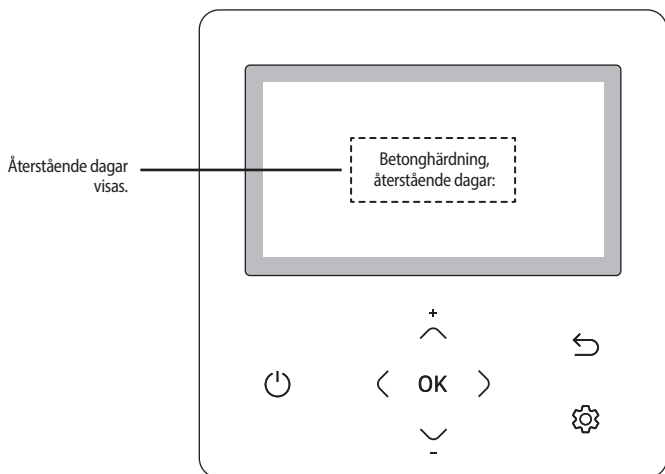 Återstående dagar
visas.
Betonghärdning,
återstående dagar:
+
OK
-